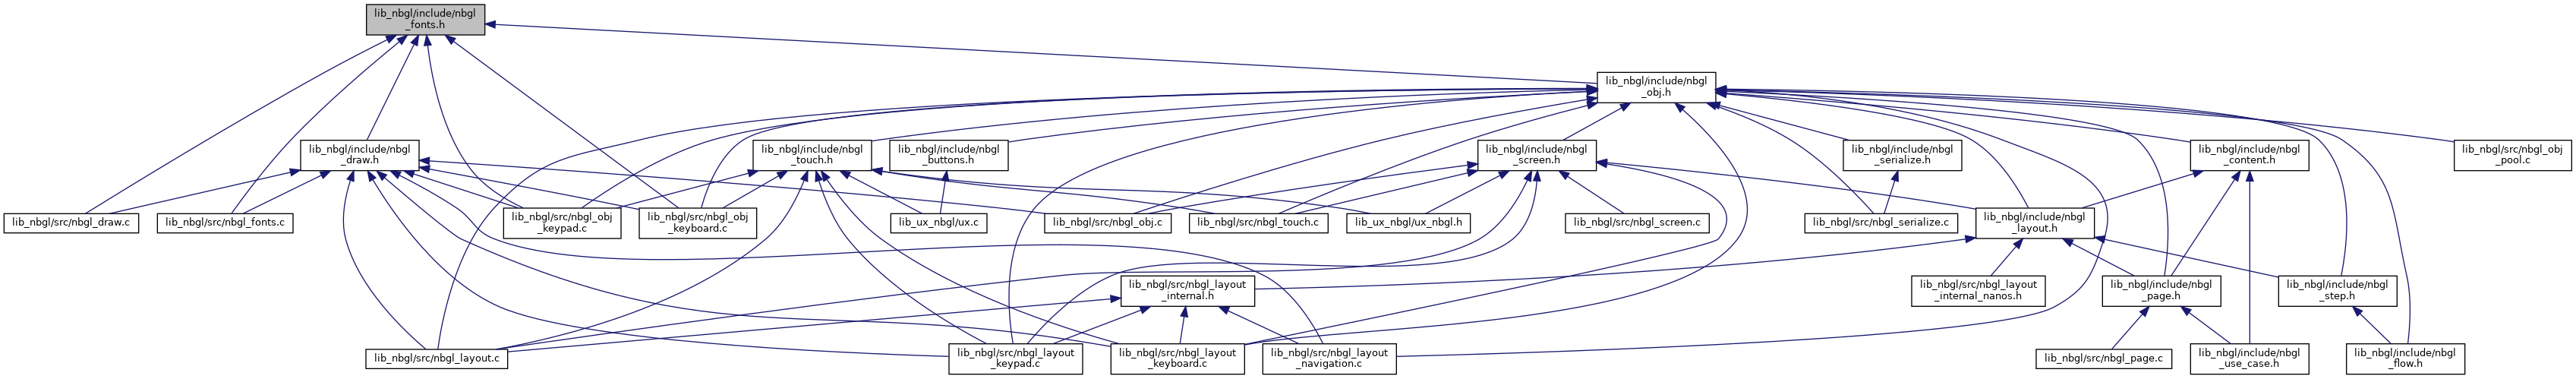 lib_nbgl/include/nbgl
_fonts.h
lib_nbgl/include/nbgl
_obj.h
lib_nbgl/include/nbgl
_draw.h
lib_nbgl/include/nbgl
_touch.h
lib_nbgl/include/nbgl
_buttons.h
lib_nbgl/include/nbgl
_screen.h
lib_nbgl/include/nbgl
_serialize.h
lib_nbgl/include/nbgl
_content.h
lib_nbgl/src/nbgl_obj
_pool.c
lib_nbgl/src/nbgl_draw.c
lib_nbgl/src/nbgl_fonts.c
lib_nbgl/src/nbgl_obj
_keypad.c
lib_nbgl/src/nbgl_obj
_keyboard.c
lib_ux_nbgl/ux.c
lib_nbgl/src/nbgl_obj.c
lib_nbgl/src/nbgl_touch.c
lib_ux_nbgl/ux_nbgl.h
lib_nbgl/src/nbgl_screen.c
lib_nbgl/src/nbgl_serialize.c
lib_nbgl/include/nbgl
_layout.h
lib_nbgl/src/nbgl_layout
_internal.h
lib_nbgl/src/nbgl_layout
_internal_nanos.h
lib_nbgl/include/nbgl
_page.h
lib_nbgl/include/nbgl
_step.h
lib_nbgl/src/nbgl_layout.c
lib_nbgl/src/nbgl_layout
_keypad.c
lib_nbgl/src/nbgl_layout
_keyboard.c
lib_nbgl/src/nbgl_layout
_navigation.c
lib_nbgl/src/nbgl_page.c
lib_nbgl/include/nbgl
_use_case.h
lib_nbgl/include/nbgl
_flow.h